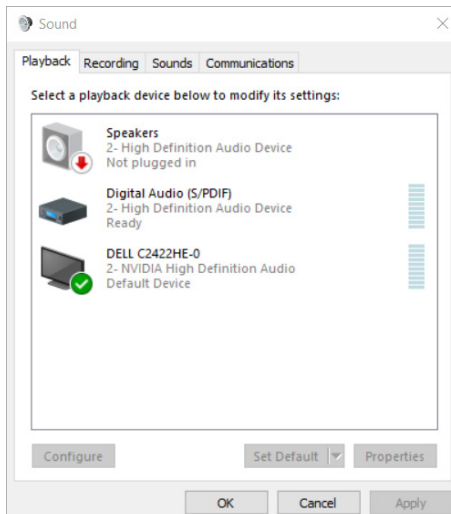 Sound
Playback Recording Sounds Communications
Select a playback device below to modify its settings:
Speakers
2- High Definition Audio Device
Not plugged in
Digital Audio (S/PDIF)
2- High Definition Audio Device
Ready
DELL C2422HE-0
2- NVIDIA High Definition Audio
Default Device
Configure Set Default Properties
OK Cancel Apply